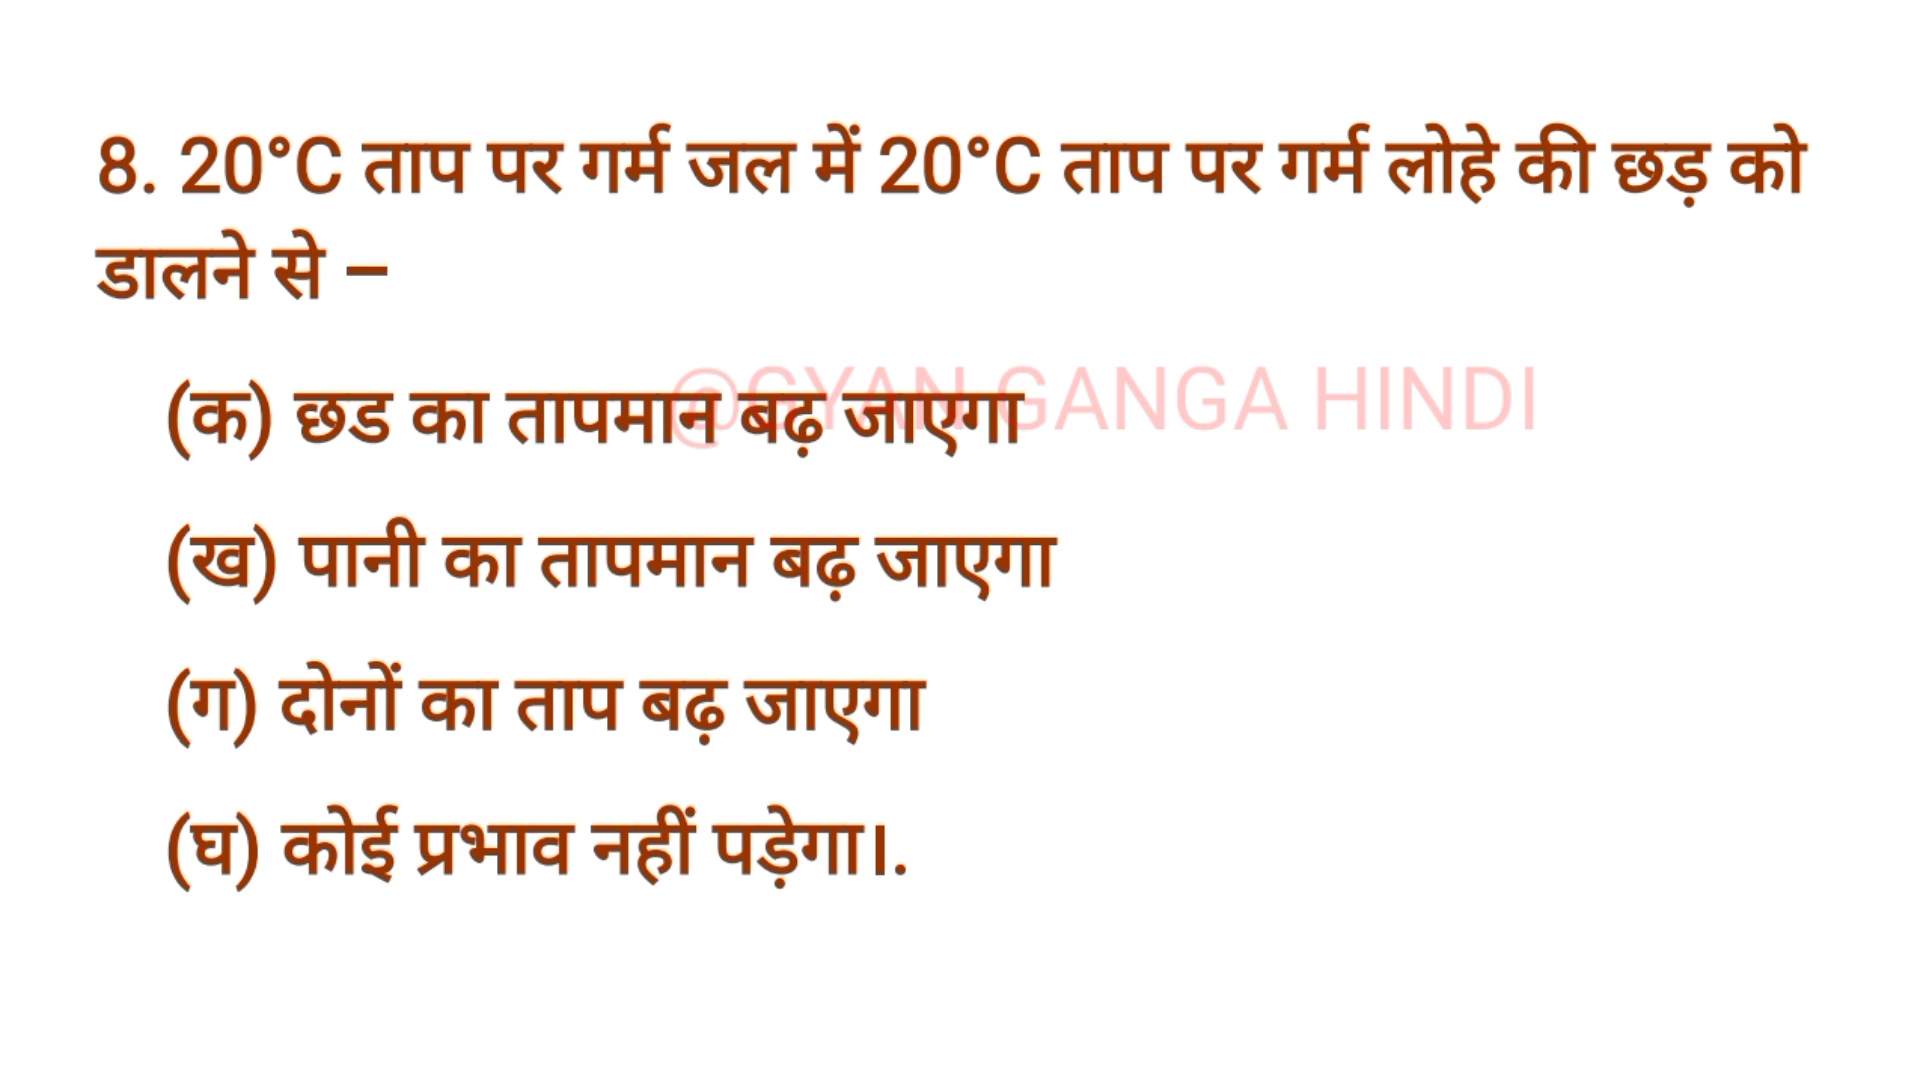 8. 20°C ताप पर गर्म जल में 20°C ताप पर गर्म लोहे की छड़ को
डालने से –
@GYAN GANGA HINDI
(क) छड का तापमान बढ़ जाएगा
(ख) पानी का तापमान बढ़ जाएगा
(ग) दोनों का ताप बढ़ जाएगा
(घ) कोई प्रभाव नहीं पड़ेगा।.